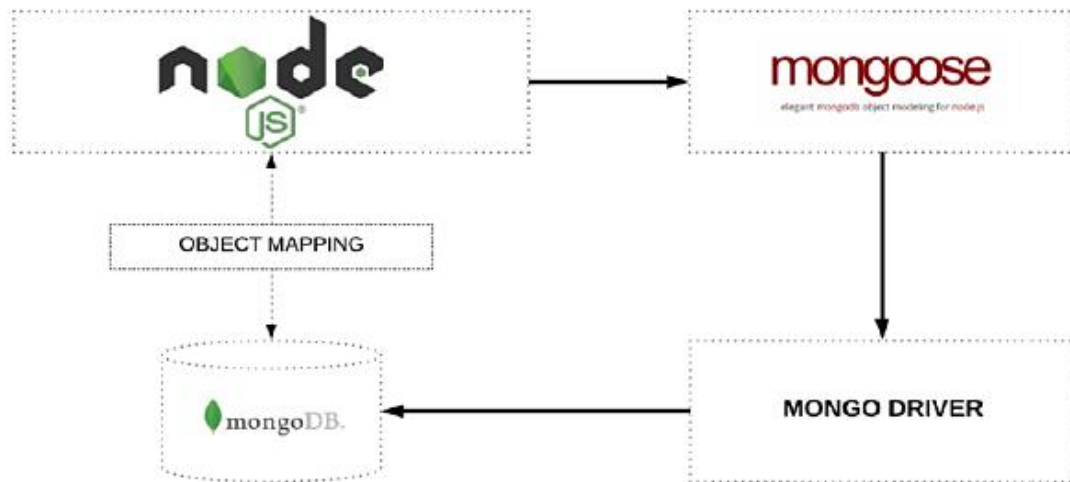 node
JS®
mongoose
elegant mongodb object modeling for node.js
OBJECT MAPPING
mongoDB.
MONGO DRIVER